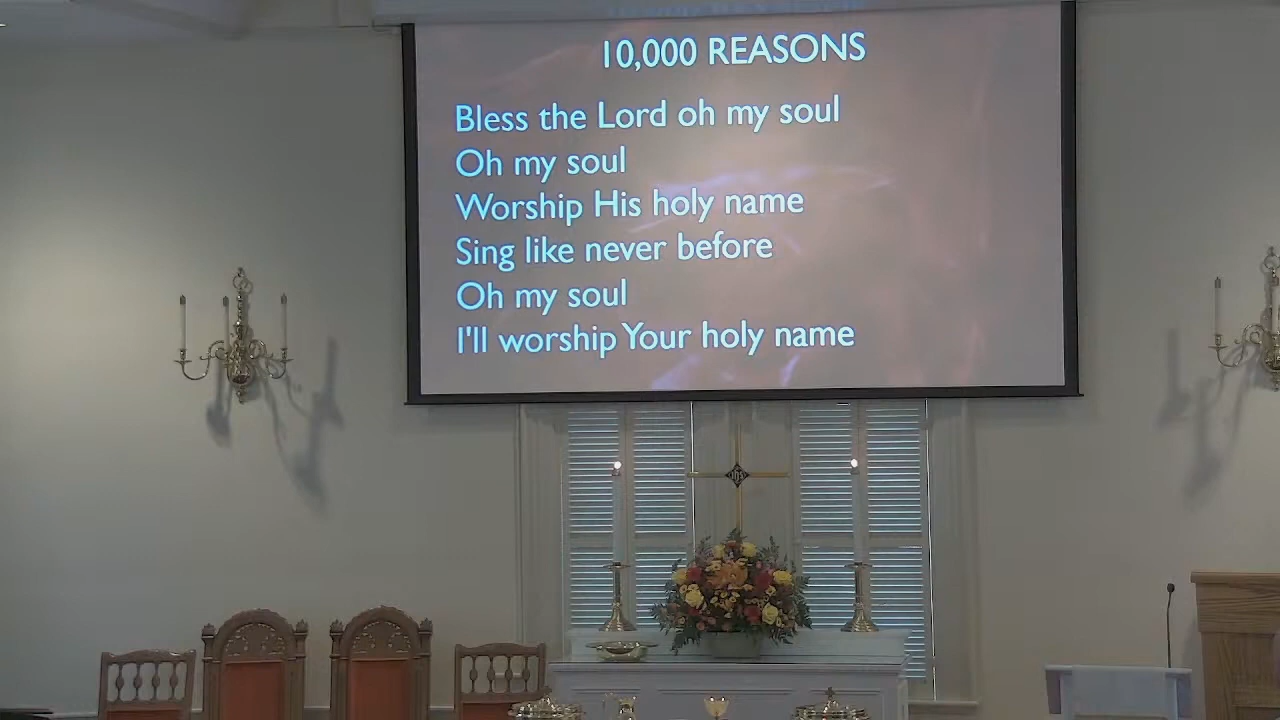 10,000 REASONS
Bless the Lord oh my soul
Oh my soul
Worship His holy name
Sing like never before
Oh my soul
I'll worship Your holy name
IHS